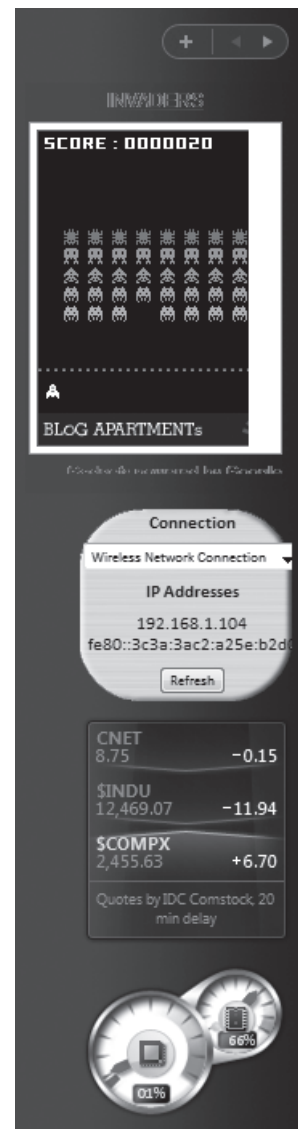 INVADERS
SCORE : 0000020
BLOG APARTMENTs
Connection
Wireless Network Connection
IP Addresses
192.168.1.104
fe80::3c3a:3ac2:a25e:b2d
Refresh
CNET
8.75 -0.15
$INDU
12,469.07 -11.94
$COMPX
2,455.63 +6.70
Quotes by IDC Comstock, 20
min delay
66%
01%